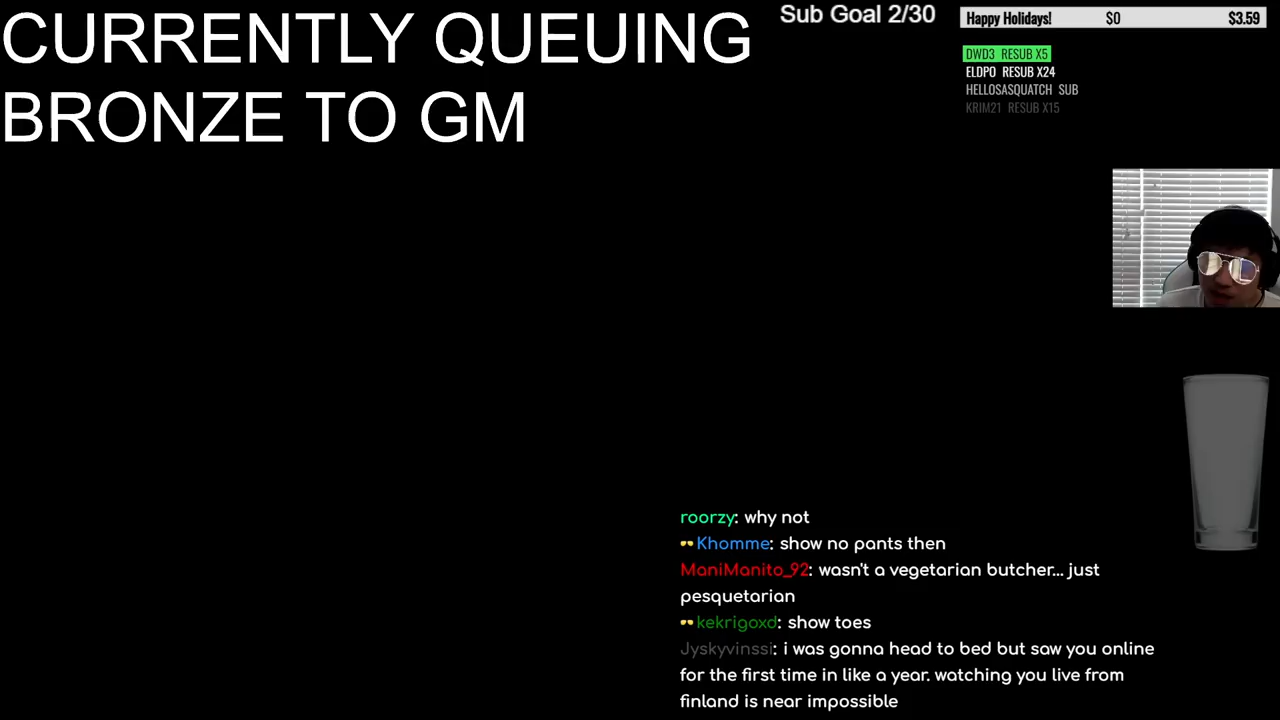 CURRENTLY QUEUING
BRONZE TO GM
Sub Goal 2/30
Happy Holidays! $0 $3.59
DWD3 RESUB X5
ELDPO RESUB X24
HELLOSASQUATCH SUB
KRIM21 RESUB X15
roorzy: why not
Khomme: show no pants then
ManiManito_92: wasn't a vegetarian butcher... just
pesquetarian
kekrigoxd: show toes
Jyskyvinssi: i was gonna head to bed but saw you online
for the first time in like a year. watching you live from
finland is near impossible